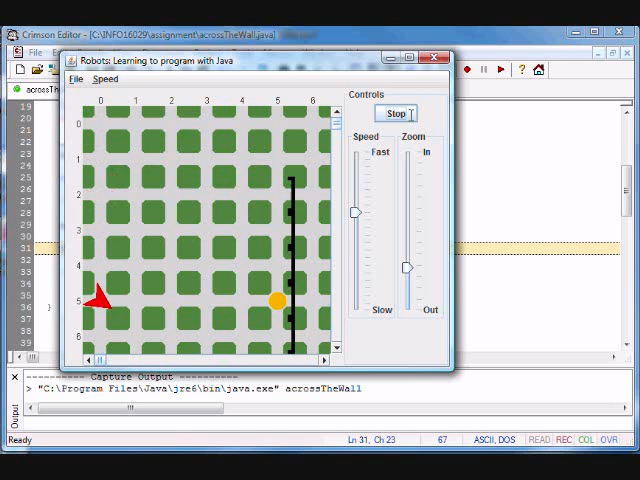 Crimson Editor - [C:\INFO16029\assignment\acrossTheWall.java]
File
Robots: Learning to program with Java
File Speed
acrossTh
Controls
Stop
Speed Zoom
Fast In
Slow Out
0 1 2 3 4 5 6
0
1
2
3
4
5
6
19
20
21
22
23
24
25
26
27
28
29
30
31
32
33
34
35
36 }
37
38
39
---------- Capture Output ----------
> "C:\Program Files\Java\jre6\bin\java.exe" acrossTheWall
Output
Ready Ln 31, Ch 23 67 ASCII, DOS READ REC COL OVR